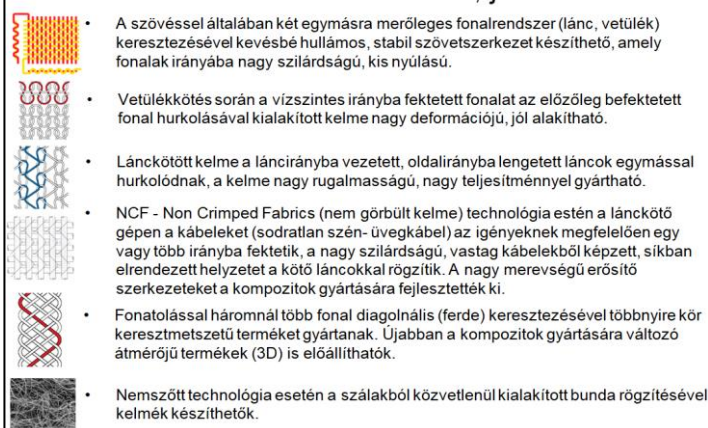 • A szövéssel általában két egymásra merőleges fonalrendszer (lánc, vetülék)
keresztezésével kevésbé hullámos, stabil szövetszerkezet készíthető, amely
fonalak irányába nagy szilárdságú, kis nyúlású.
• Vetülékkötés során a vízszintes irányba fektetett fonalat az előzőleg befektetett
fonal hurkolásával kialakított kelme nagy deformációjú, jól alakítható.
• Lánckötött kelme a láncirányba vezetett, oldalirányba lengetett láncok egymással
hurkolódnak, a kelme nagy rugalmasságú, nagy teljesítménnyel gyártható.
• NCF - Non Crimped Fabrics (nem görbült kelme) technológia estén a lánckötő
gépen a kábeleket (sodratlan szén- üvegkábel) az igényeknek megfelelően egy
vagy több irányba fektetik, a nagy szilárdságú, vastag kábelekből képzett, síkban
elrendezett helyzetet a kötő láncokkal rögzítik. A nagy merevségű erősítő
szerkezeteket a kompozitok gyártására fejlesztették ki.
• Fonatolással háromnál több fonal diagolnális (ferde) keresztezésével többnyire kör
keresztmetszetű terméket gyártanak. Újabban a kompozitok gyártására változó
átmérőjű termékek (3D) is előállíthatók.
• Nemszőtt technológia esetén a szálakból közvetlenül kialakított bunda rögzítésével
kelmék készíthetők.